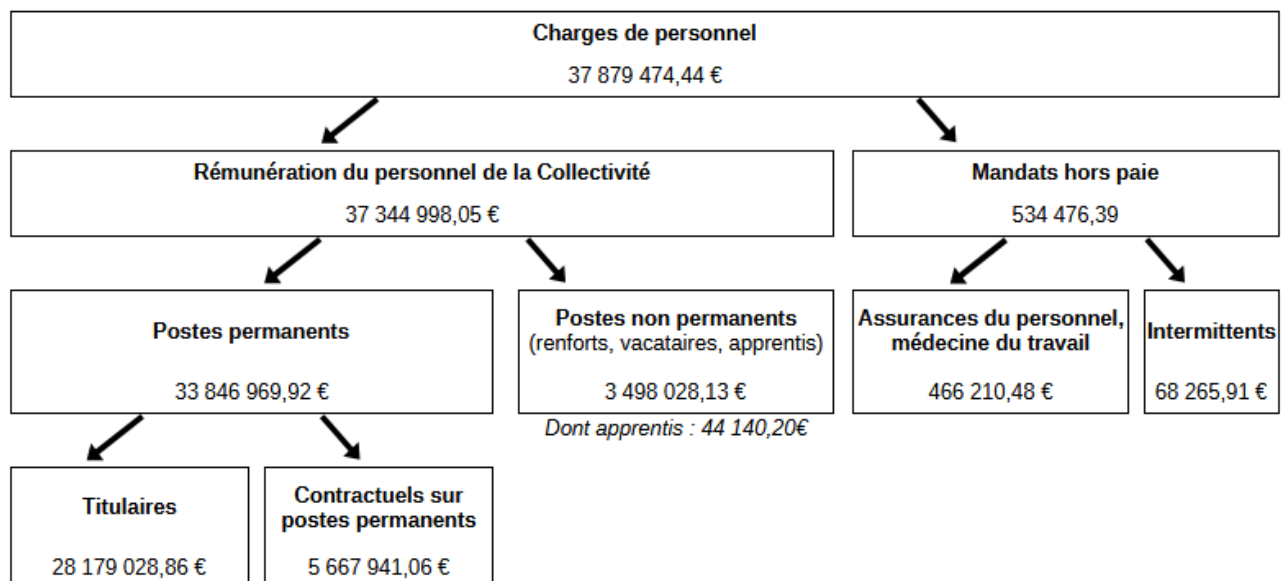 Charges de personnel
37 879 474,44 €
Rémunération du personnel de la Collectivité
37 344 998,05 €
Mandats hors paie
534 476,39
Postes permanents
33 846 969,92 €
Postes non permanents
(renforts, vacataires, apprentis)
3 498 028,13 €
Dont apprentis : 44 140,20€
Assurances du personnel,
médecine du travail
466 210,48 €
Intermittents
68 265,91 €
Titulaires
28 179 028,86 €
Contractuels sur
postes permanents
5 667 941,06 €